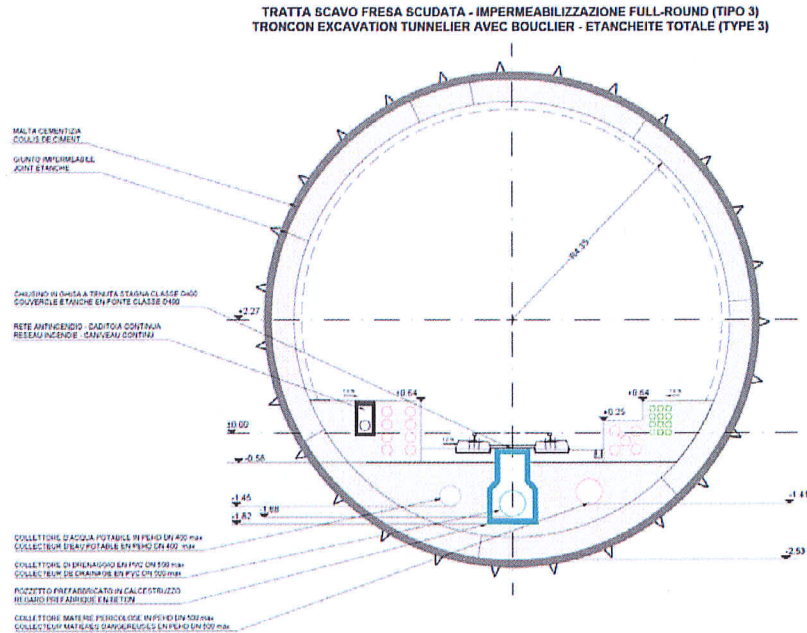 TRATTA SCAVO FRESA SCUDATA - IMPERMEABILIZZAZIONE FULL-ROUND (TIPO 3)
TRONCON EXCAVATION TUNNELIER AVEC BOUCLIER - ETANCHEITE TOTALE (TYPE 3)
MALTA CEMENTIZIA
COULIS DE CIMENT
GIUNTO IMPERMEABILE
JOINT ETANCHE
R4.35
CHIUSINO IN GHISA A TENUTA STAGNA CLASSE D400
COUVERCLE ETANCHE EN FONTE CLASSE D400
+2.27
RETE ANTINCENDIO - CADITOIA CONTINUA
RESEAU INCENDIE - CANIVEAU CONTINU
+0.64
+0.64
+0.25
±0.00
-0.58
-1.45
-1.68
-1.82
-1.41
-2.53
COLLETTORE D'ACQUA POTABILE IN PEHD DN 400 max
COLLECTEUR D'EAU POTABLE EN PEHD DN 400 max
COLLETTORE DI DRENAGGIO EN PVC DN 500 max
COLLECTEUR DE DRAINAGE EN PVC DN 500 max
POZZETTO PREFABBRICATO IN CALCESTRUZZO
REGARD PREFABRIQUE EN BETON
COLLETTORE MATERIE PERICOLOSE IN PEHD DN 500 max
COLLECTEUR MATIERES DANGEREUSES EN PEHD DN 500 max